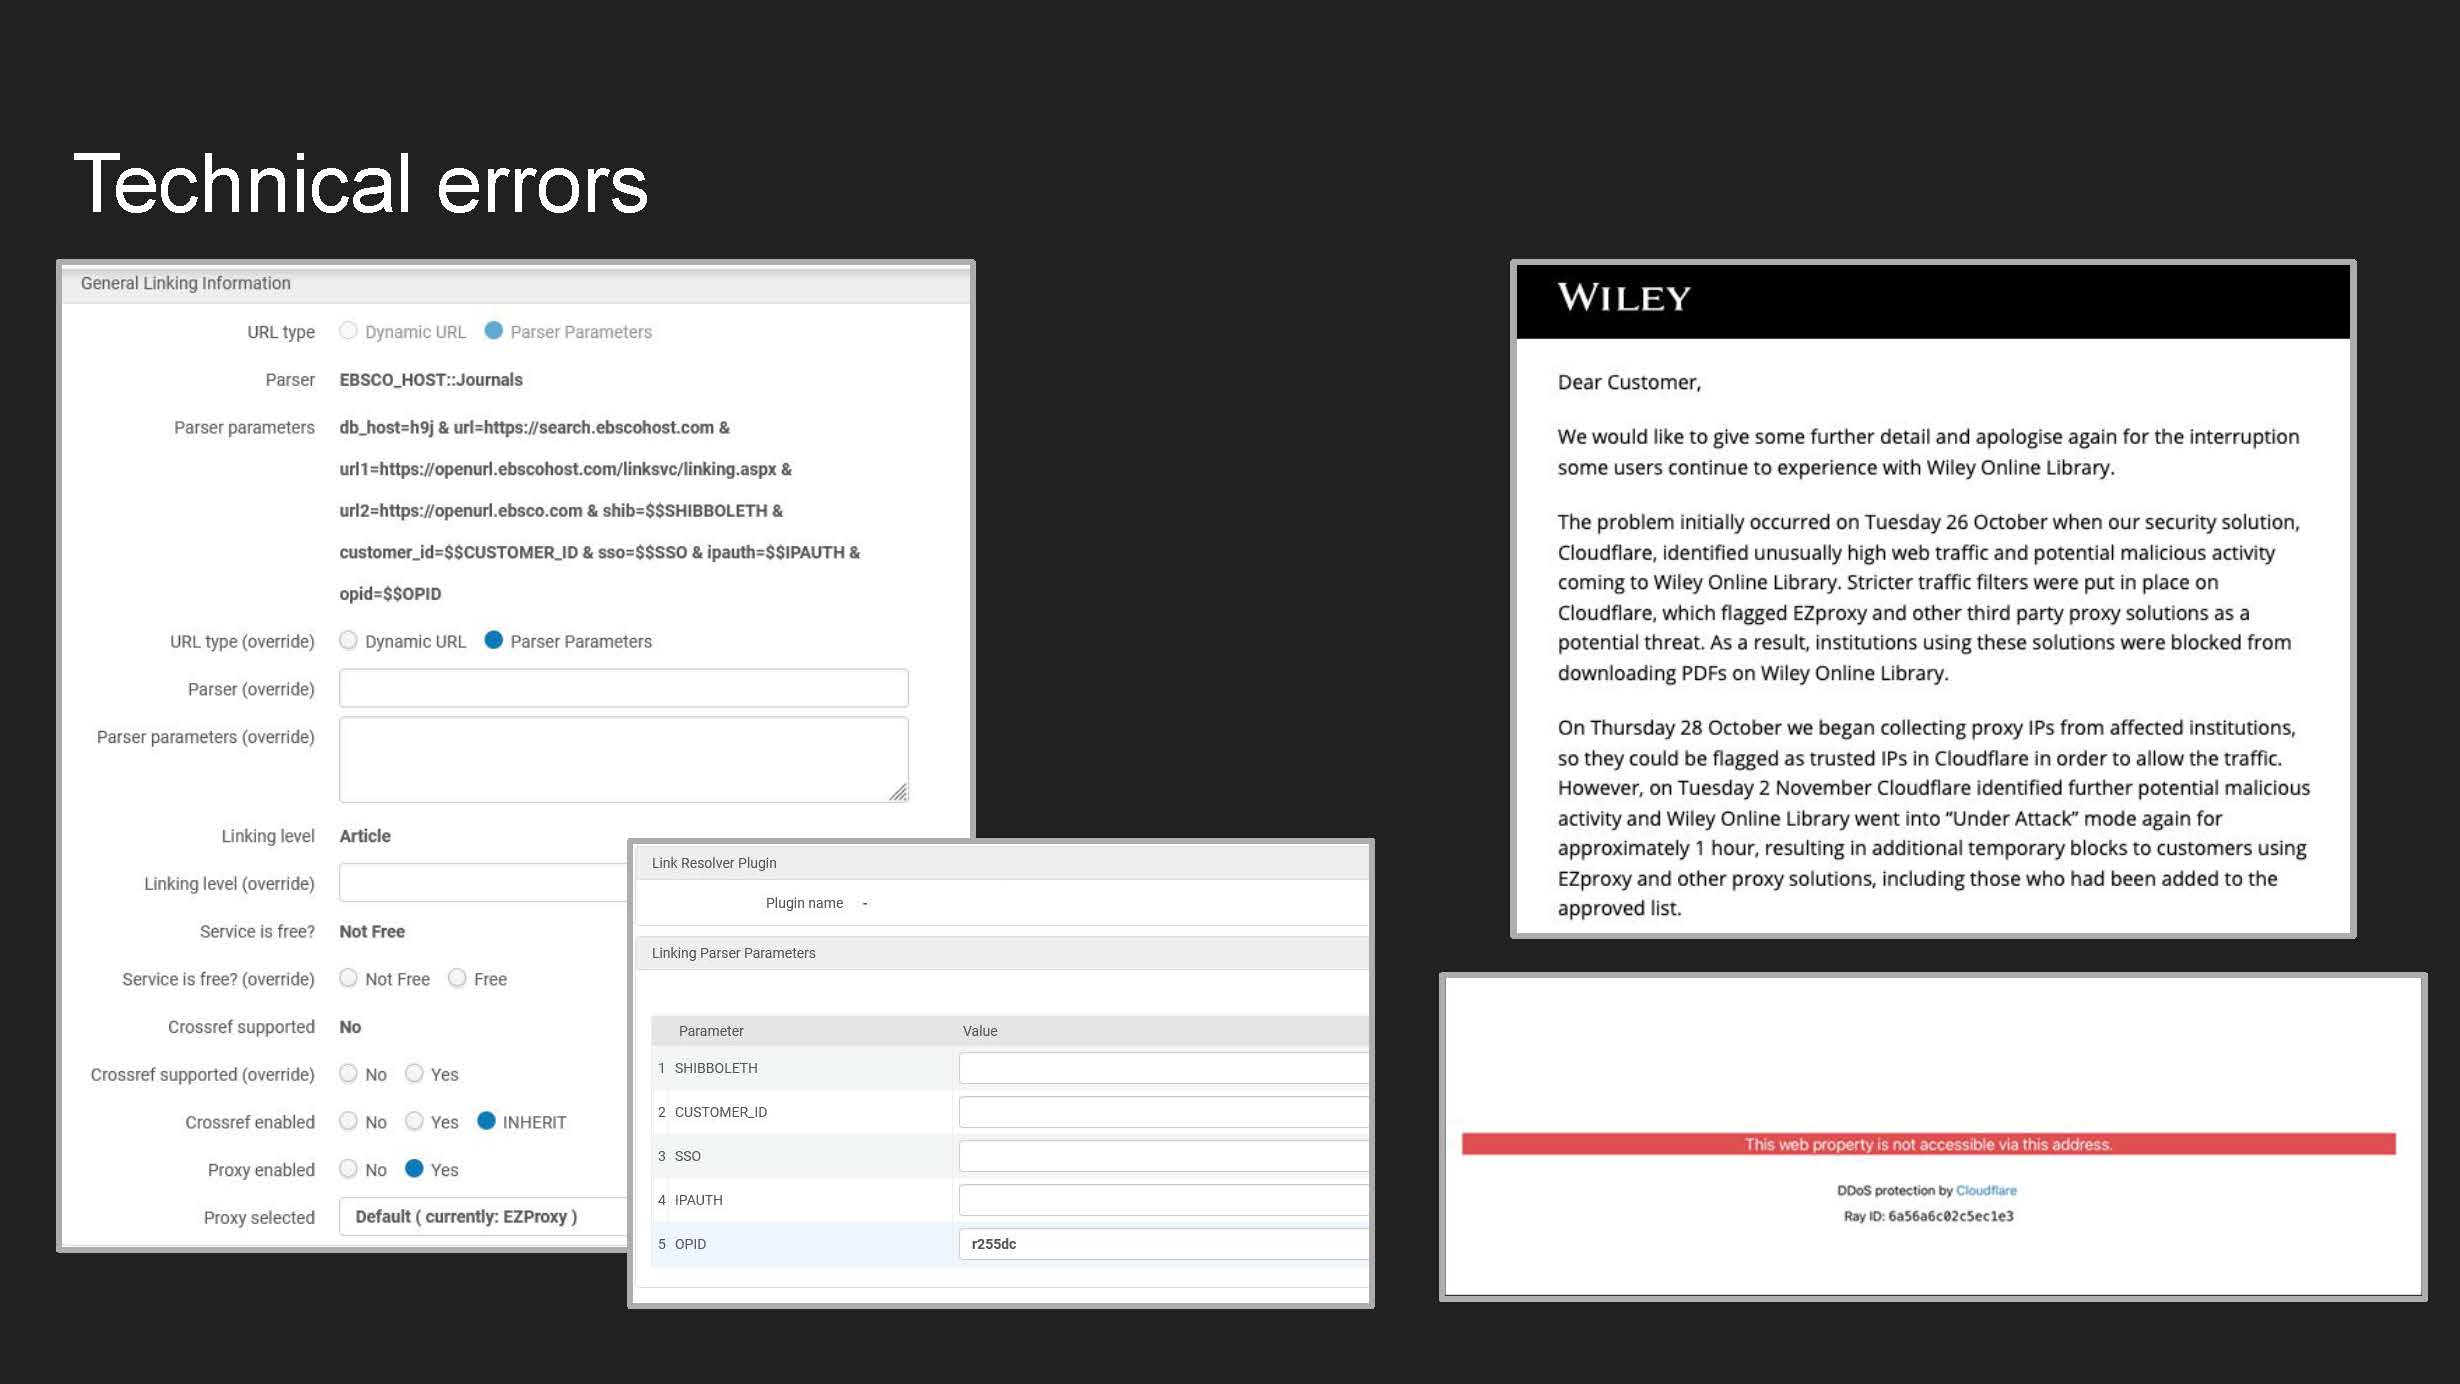 Technical errors
General Linking Information
URL type Dynamic URL Parser Parameters
Parser EBSCO_HOST::Journals
Parser parameters db_host=h9j & url=https://search.ebscohost.com &
url1=https://openurl.ebscohost.com/linksvc/linking.aspx &
url2=https://openurl.ebsco.com & shib=$$SHIBBOLETH &
customer_id=$$CUSTOMER_ID & sso=$$SSO & ipauth=$$IPAUTH &
opid=$$OPID
URL type (override) Dynamic URL Parser Parameters
Parser (override)
Parser parameters (override)
Linking level Article
Linking level (override)
Service is free? Not Free
Service is free? (override) Not Free Free
Crossref supported No
Crossref supported (override) No Yes
Crossref enabled No Yes INHERIT
Proxy enabled No Yes
Proxy selected Default ( currently: EZProxy )
Link Resolver Plugin
Plugin name -
Linking Parser Parameters
Parameter Value
1 SHIBBOLETH
2 CUSTOMER_ID
3 SSO
4 IPAUTH
5 OPID r255dc
WILEY
Dear Customer,
We would like to give some further detail and apologise again for the interruption
some users continue to experience with Wiley Online Library.
The problem initially occurred on Tuesday 26 October when our security solution,
Cloudflare, identified unusually high web traffic and potential malicious activity
coming to Wiley Online Library. Stricter traffic filters were put in place on
Cloudflare, which flagged EZproxy and other third party proxy solutions as a
potential threat. As a result, institutions using these solutions were blocked from
downloading PDFs on Wiley Online Library.
On Thursday 28 October we began collecting proxy IPs from affected institutions,
so they could be flagged as trusted IPs in Cloudflare in order to allow the traffic.
However, on Tuesday 2 November Cloudflare identified further potential malicious
activity and Wiley Online Library went into “Under Attack” mode again for
approximately 1 hour, resulting in additional temporary blocks to customers using
EZproxy and other proxy solutions, including those who had been added to the
approved list.
This web property is not accessible via this address.
DDoS protection by Cloudflare
Ray ID: 6a56a6c02c5ec1e3